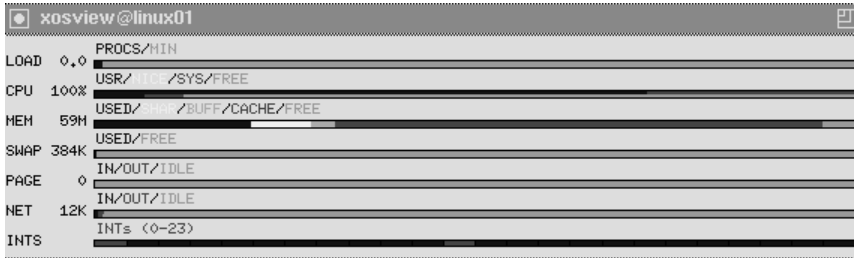 xosview@linux01
PROCS/MIN
LOAD 0.0
USR/NICE/SYS/FREE
CPU 100%
USED/SHAR/BUFF/CACHE/FREE
MEM 59M
USED/FREE
SWAP 384K
IN/OUT/IDLE
PAGE 0
IN/OUT/IDLE
NET 12K
INTs (0-23)
INTS